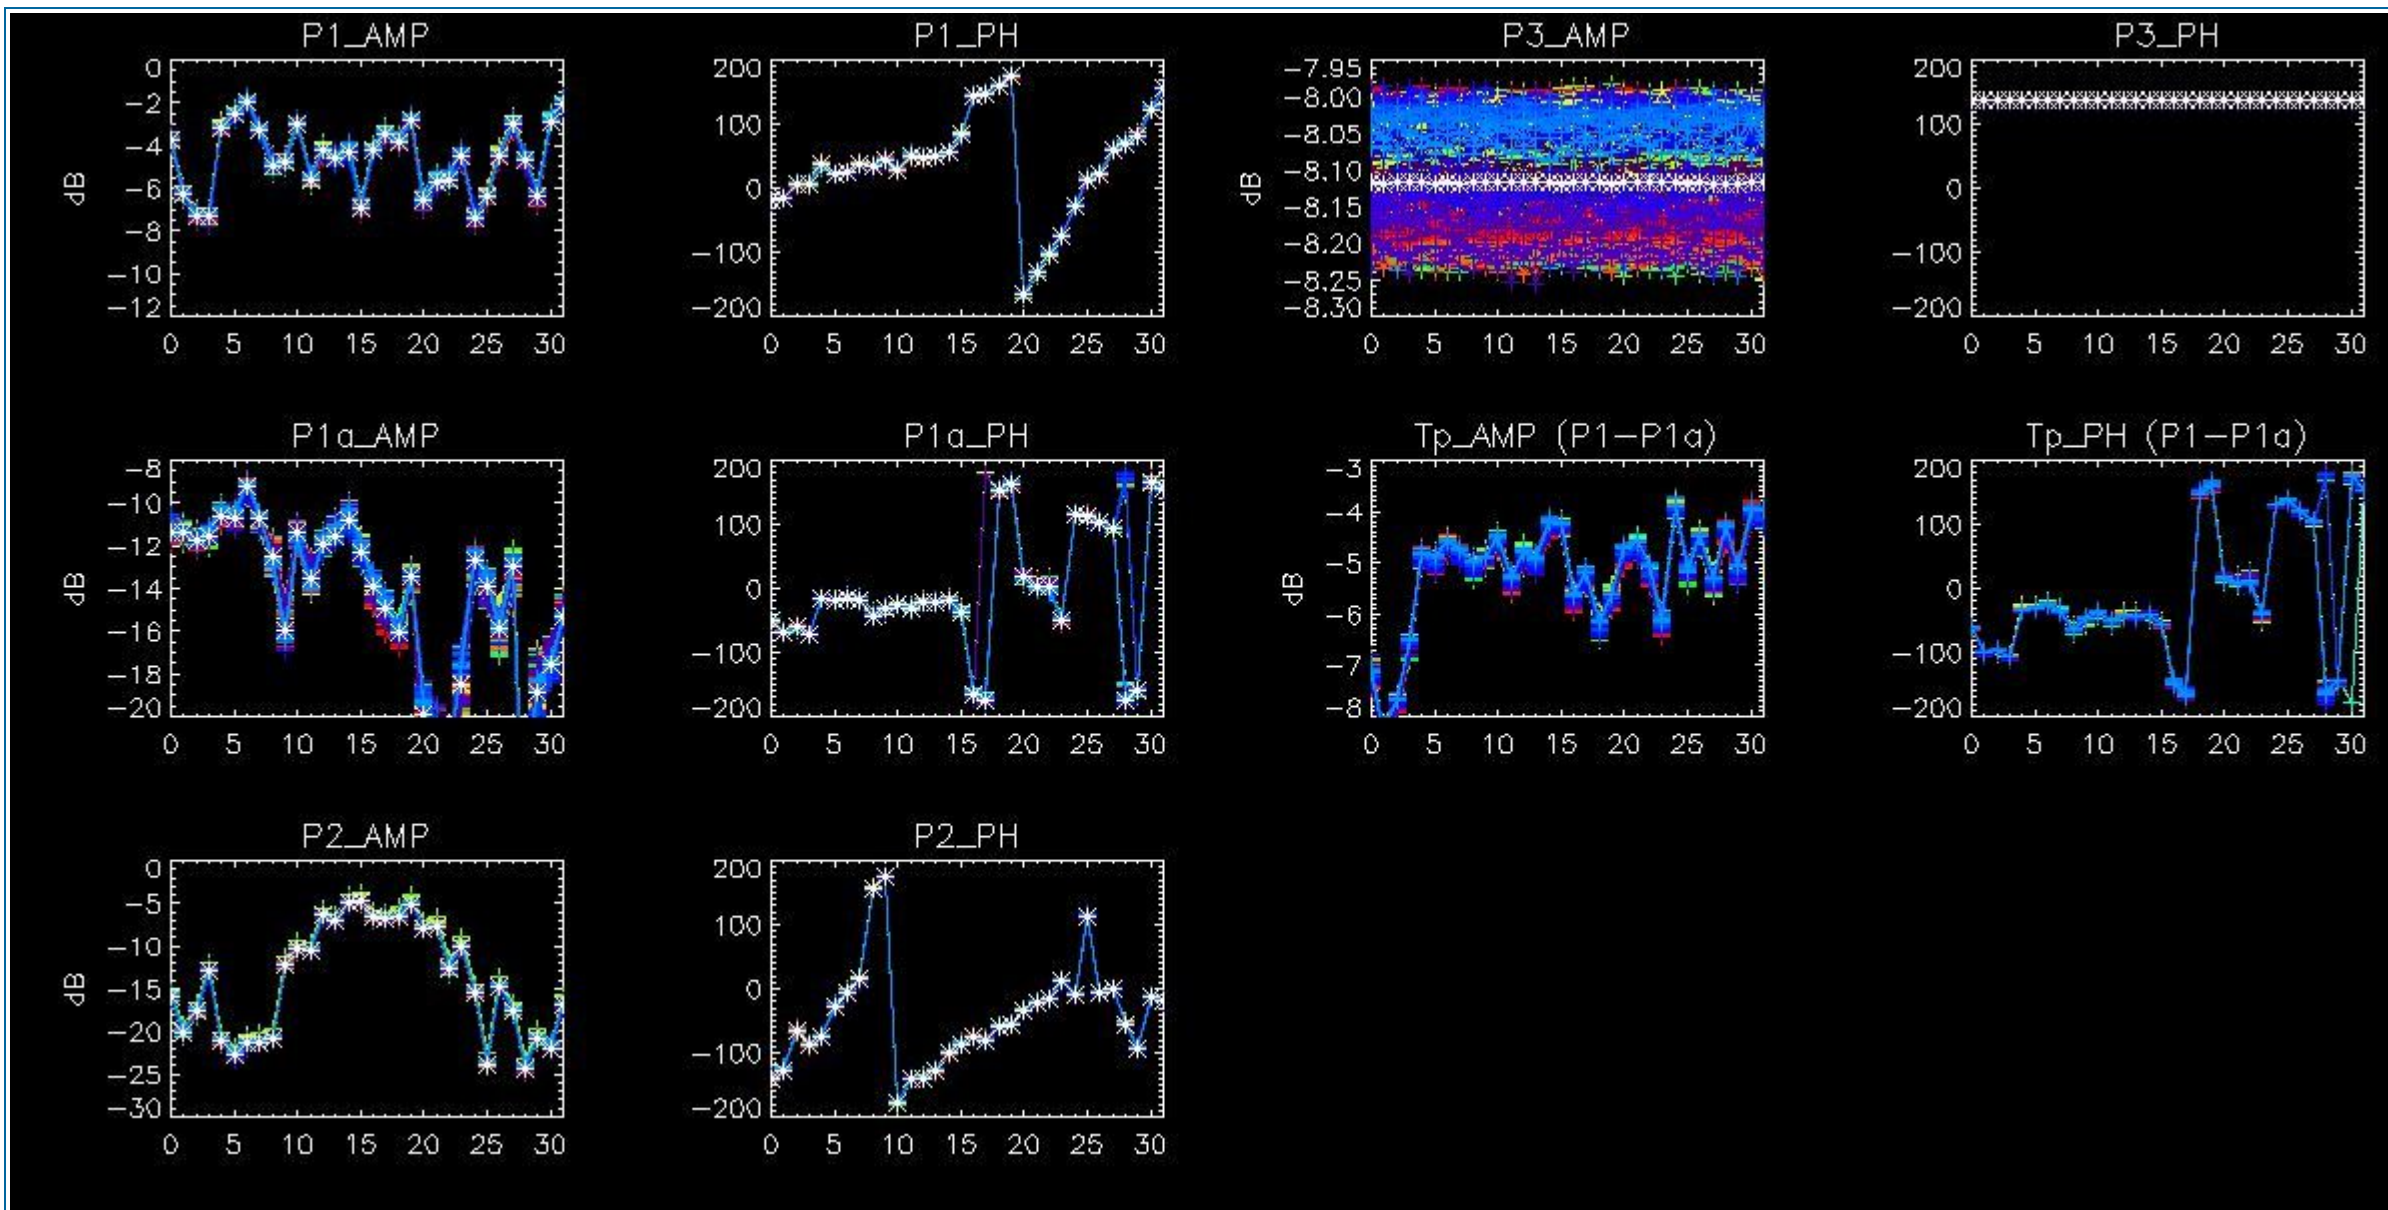 P1_AMP
dB
0
−2
−4
−6
−8
−10
−12
0 5 10 15 20 25 30
P1_PH
200
100
0
−100
−200
0 5 10 15 20 25 30
P3_AMP
dB
−7.95
−8.00
−8.05
−8.10
−8.15
−8.20
−8.25
−8.30
0 5 10 15 20 25 30
P3_PH
200
100
0
−100
−200
0 5 10 15 20 25 30
P1a_AMP
dB
−8
−10
−12
−14
−16
−18
−20
0 5 10 15 20 25 30
P1a_PH
200
100
0
−100
−200
0 5 10 15 20 25 30
Tp_AMP (P1−P1a)
dB
−3
−4
−5
−6
−7
−8
0 5 10 15 20 25 30
Tp_PH (P1−P1a)
200
100
0
−100
−200
0 5 10 15 20 25 30
P2_AMP
dB
0
−5
−10
−15
−20
−25
−30
0 5 10 15 20 25 30
P2_PH
200
100
0
−100
−200
0 5 10 15 20 25 30